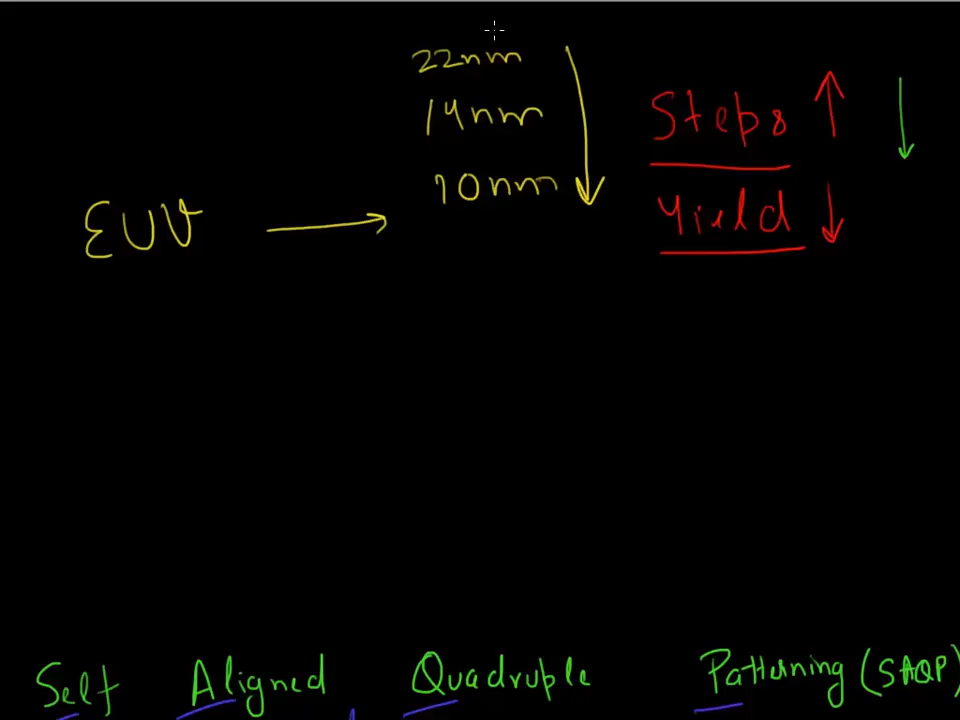 22nm
14nm
10nm
Steps ↑ ↓
Yield ↓
EUV →
Self Aligned Quadruple Patterning (SAQP)